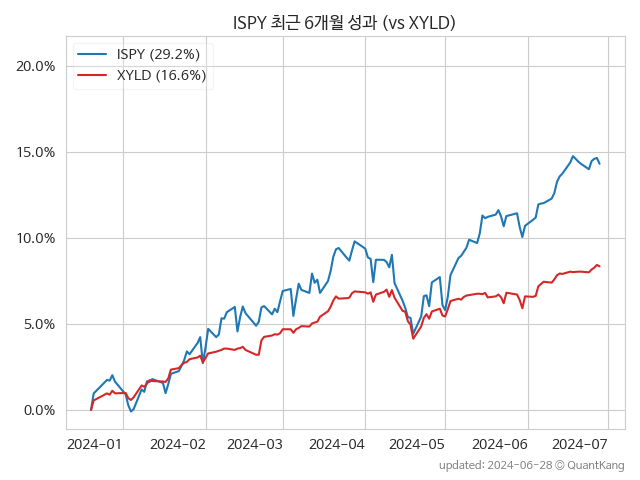 ISPY 최근 6개월 성과 (vs XYLD)
ISPY (29.2%)
XYLD (16.6%)
20.0%
15.0%
10.0%
5.0%
0.0%
2024-01 2024-02 2024-03 2024-04 2024-05 2024-06 2024-07
updated: 2024-06-28 © QuantKang